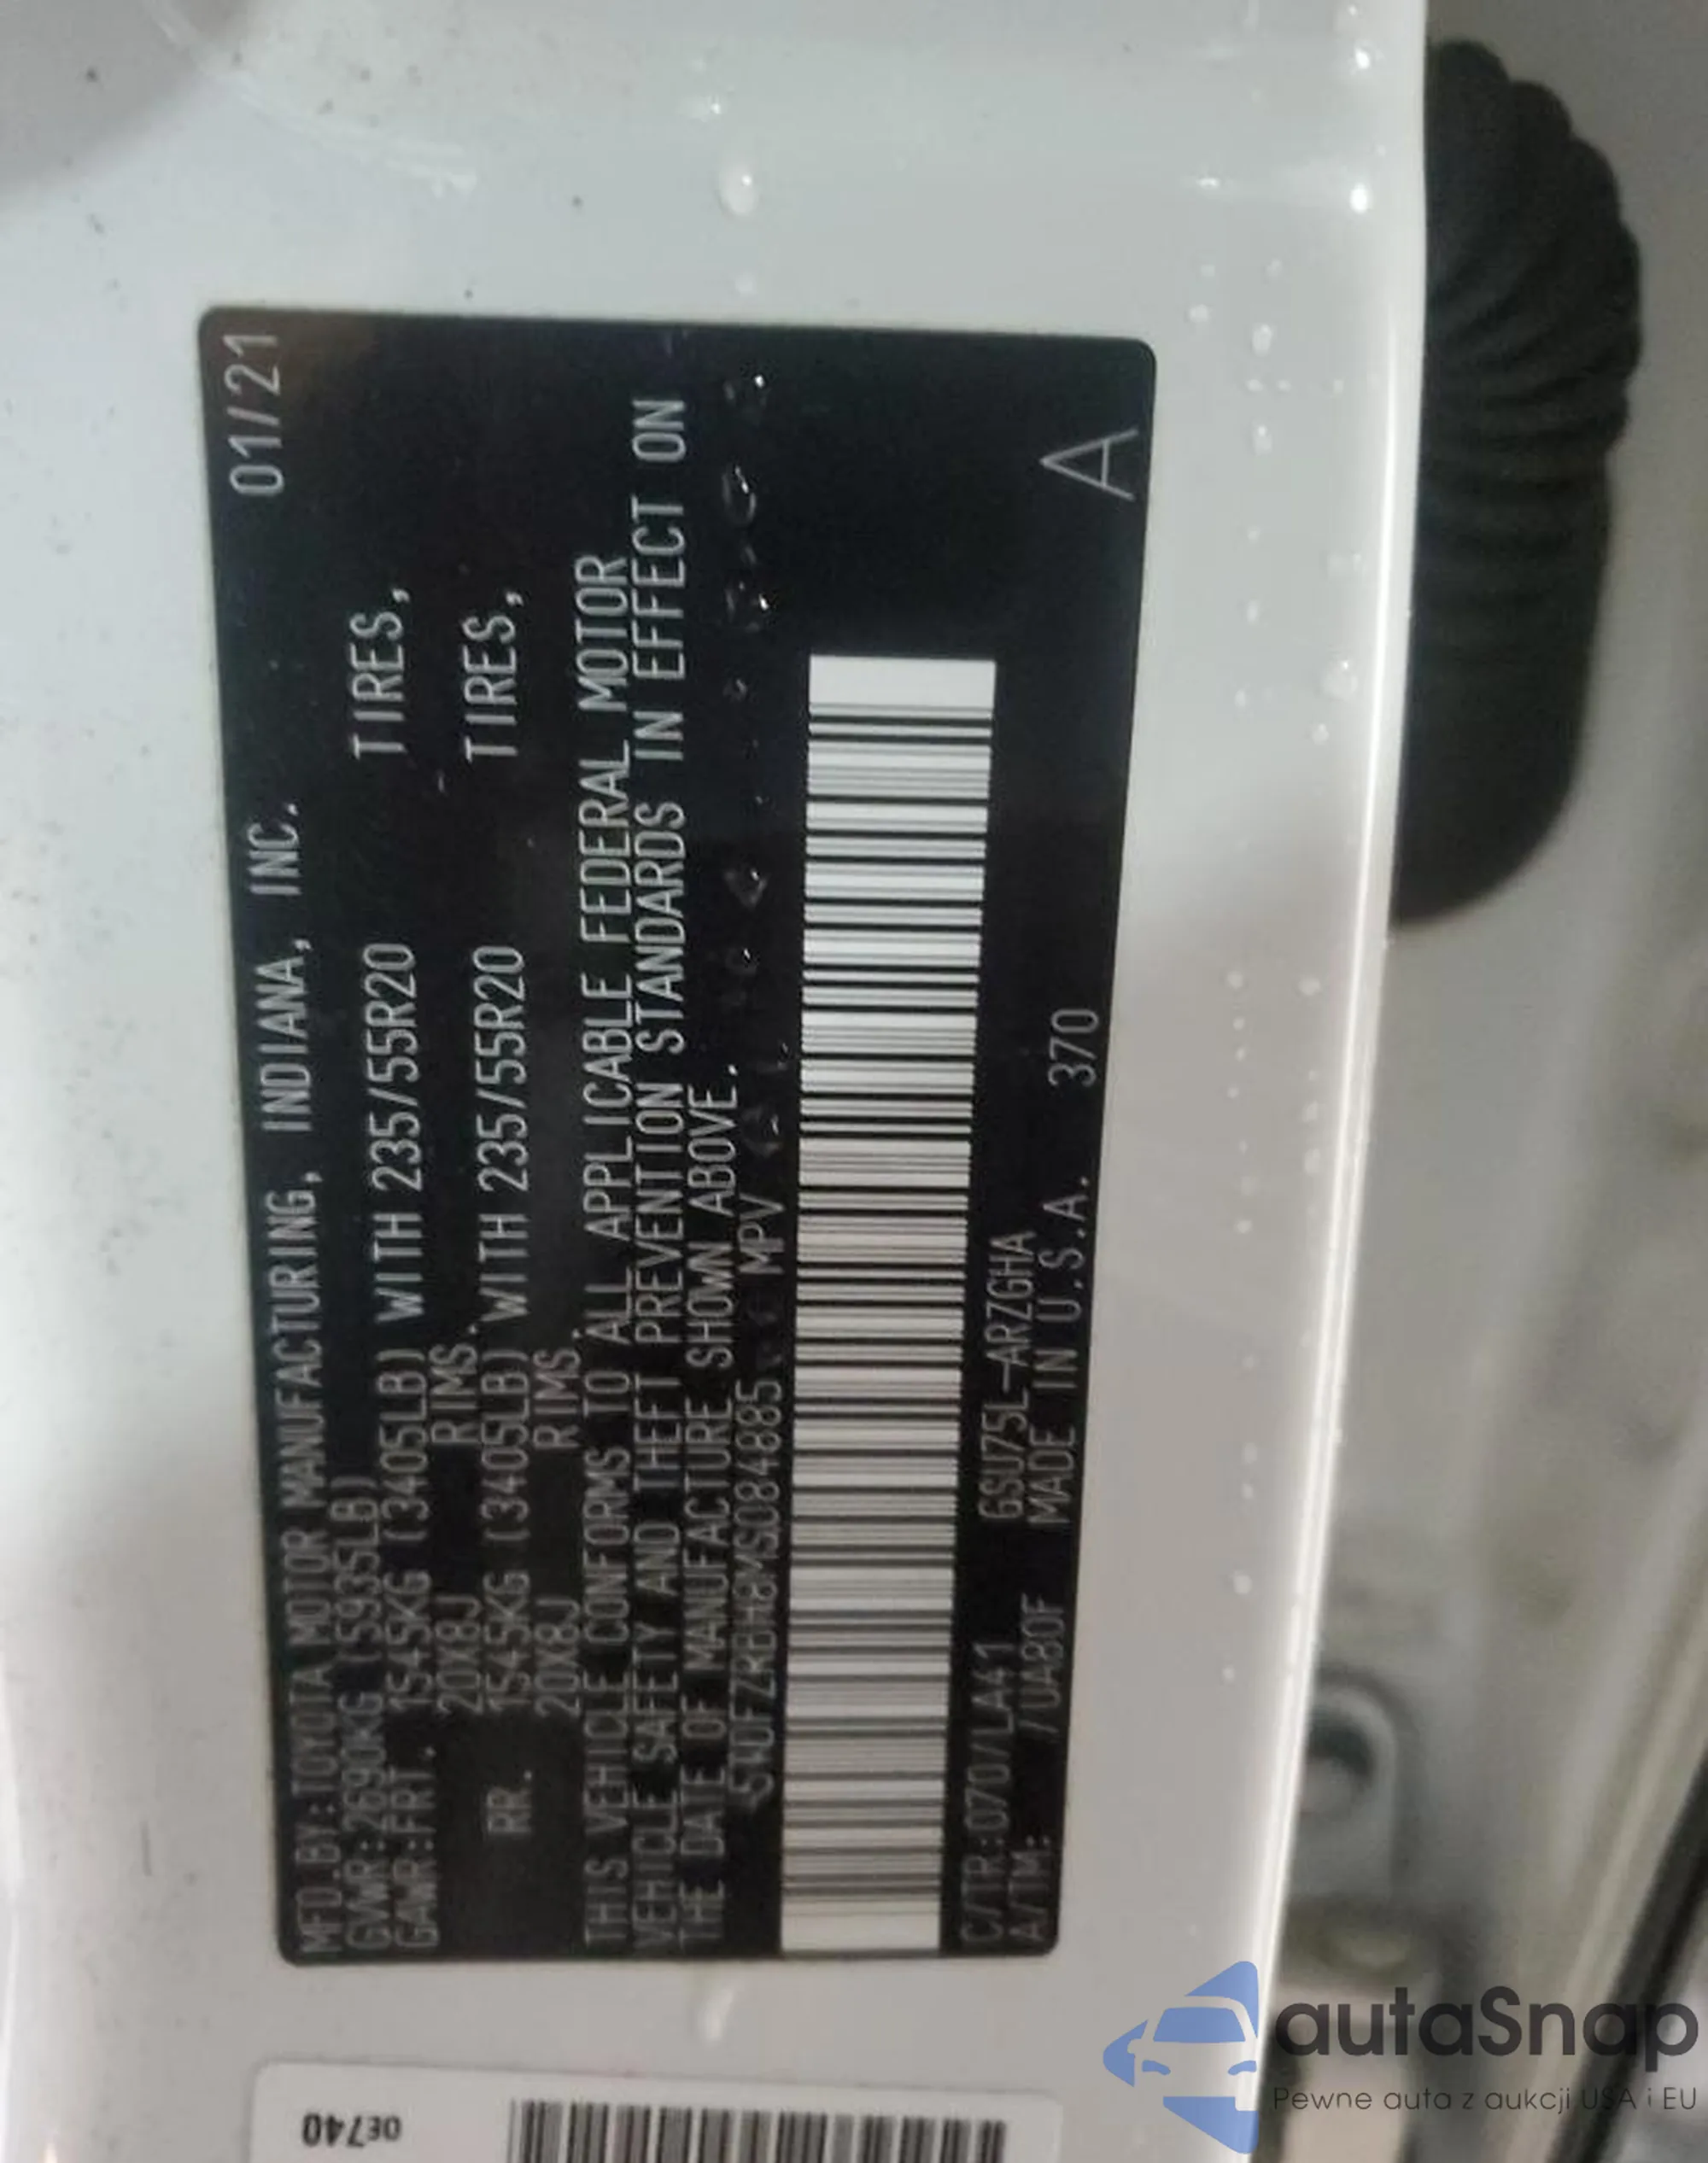 MFD.BY:TOYOTA MOTOR MANUFACTURING, INDIANA, INC. 01/21
GVWR:2690KG (5935LB)
GAWR:FRT. 1545KG (3405LB) WITH 235/55R20 TIRES,
20X8J RIMS.
RR. 1545KG (3405LB) WITH 235/55R20 TIRES,
20X8J RIMS.
THIS VEHICLE CONFORMS TO ALL APPLICABLE FEDERAL MOTOR
VEHICLE SAFETY AND THEFT PREVENTION STANDARDS IN EFFECT ON
THE DATE OF MANUFACTURE SHOWN ABOVE.
MPV
C/TR:070/LA41 GSU75L-ARZGHA
A/TM: /UA80F MADE IN U.S.A. 370
A
0E740
autaSnap
Pewne auta z aukcji USA i EU